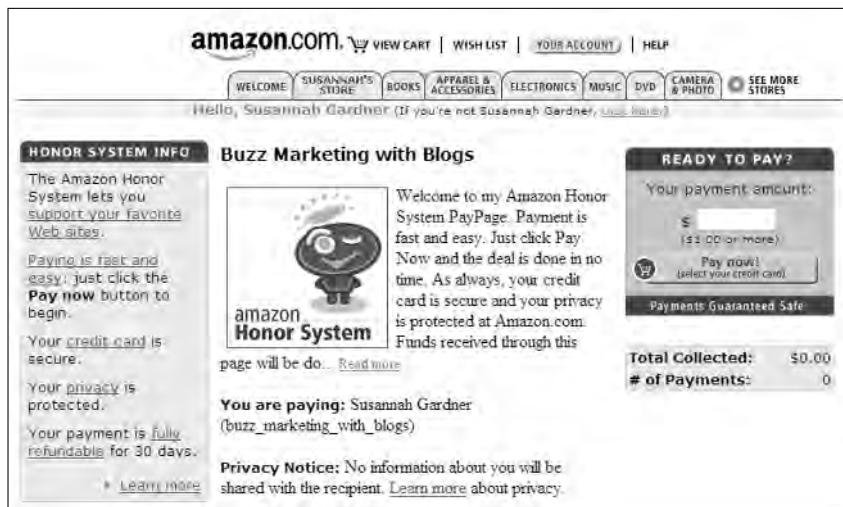 amazon.com. VIEW CART | WISH LIST | YOUR ACCOUNT | HELP
WELCOME SUSANNAH'S STORE BOOKS APPAREL & ACCESSORIES ELECTRONICS MUSIC DVD CAMERA & PHOTO SEE MORE STORES
Hello, Susannah Gardner (If you're not Susannah Gardner, click here.)
HONOR SYSTEM INFO
The Amazon Honor
System lets you
support your favorite
Web sites.
Paying is fast and
easy: just click the
Pay now button to
begin.
Your credit card is
secure.
Your privacy is
protected.
Your payment is fully
refundable for 30 days.
Learn more
Buzz Marketing with Blogs
amazon
Honor System
Welcome to my Amazon Honor
System PayPage. Payment is
fast and easy. Just click Pay
Now and the deal is done in no
time. As always, your credit
card is secure and your privacy
is protected at Amazon.com.
Funds received through this
page will be do... Read more
You are paying: Susannah Gardner
(buzz_marketing_with_blogs)
Privacy Notice: No information about you will be
shared with the recipient. Learn more about privacy.
READY TO PAY?
Your payment amount:
$
($1.00 or more)
Pay now!
(select your credit card)
Payments Guaranteed Safe
Total Collected: $0.00
# of Payments: 0